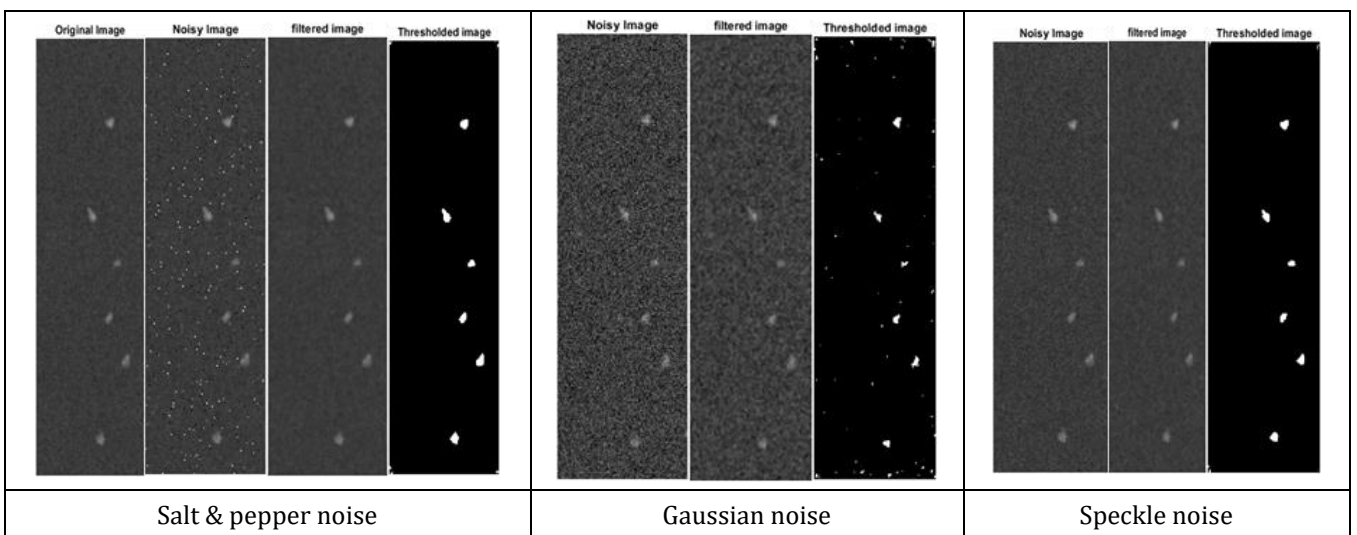 Original Image Noisy Image filtered image Thresholded image
Noisy Image filtered image Thresholded image
Noisy Image filtered image Thresholded image
Salt & pepper noise
Gaussian noise
Speckle noise